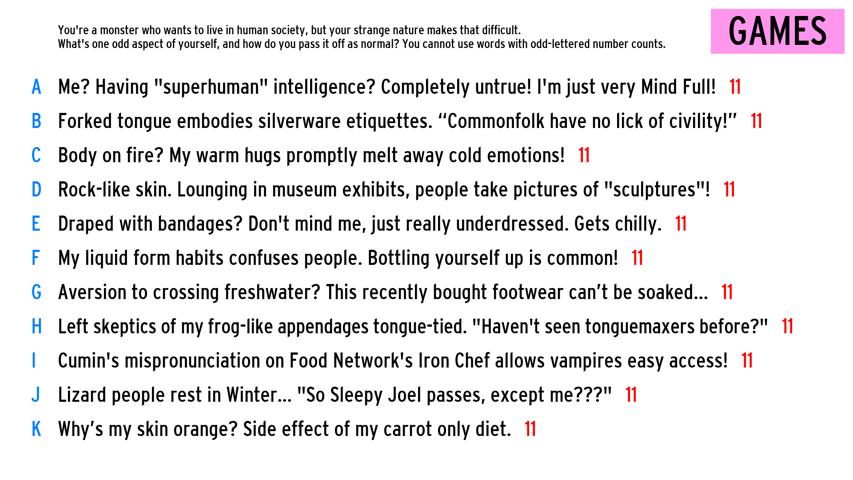 You're a monster who wants to live in human society, but your strange nature makes that difficult.
What's one odd aspect of yourself, and how do you pass it off as normal? You cannot use words with odd-lettered number counts.
GAMES
A Me? Having "superhuman" intelligence? Completely untrue! I'm just very Mind Full! 11
B Forked tongue embodies silverware etiquettes. “Commonfolk have no lick of civility!” 11
C Body on fire? My warm hugs promptly melt away cold emotions! 11
D Rock-like skin. Lounging in museum exhibits, people take pictures of "sculptures"! 11
E Draped with bandages? Don't mind me, just really underdressed. Gets chilly. 11
F My liquid form habits confuses people. Bottling yourself up is common! 11
G Aversion to crossing freshwater? This recently bought footwear can’t be soaked... 11
H Left skeptics of my frog-like appendages tongue-tied. "Haven't seen tonguemaxers before?" 11
I Cumin's mispronunciation on Food Network's Iron Chef allows vampires easy access! 11
J Lizard people rest in Winter... "So Sleepy Joel passes, except me???" 11
K Why’s my skin orange? Side effect of my carrot only diet. 11